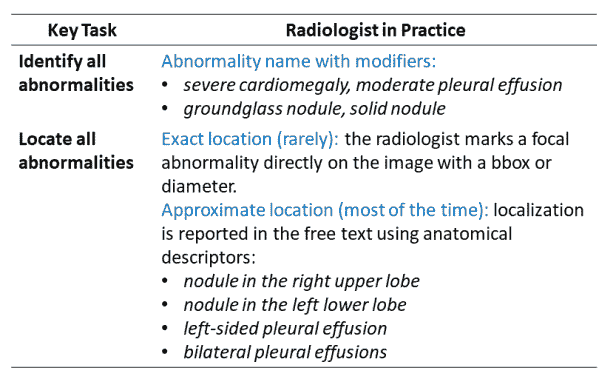 Key Task Radiologist in Practice
Identify all abnormalities
Abnormality name with modifiers:
• severe cardiomegaly, moderate pleural effusion
• groundglass nodule, solid nodule
Locate all abnormalities
Exact location (rarely): the radiologist marks a focal
abnormality directly on the image with a bbox or
diameter.
Approximate location (most of the time): localization
is reported in the free text using anatomical
descriptors:
• nodule in the right upper lobe
• nodule in the left lower lobe
• left-sided pleural effusion
• bilateral pleural effusions